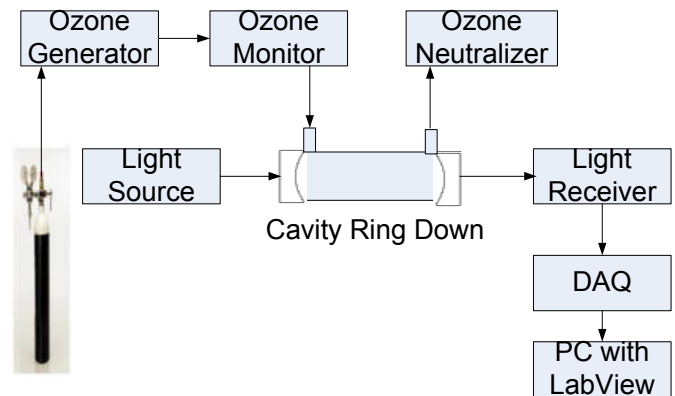 Ozone
Generator
Ozone
Monitor
Ozone
Neutralizer
Light
Source
Cavity Ring Down
Light
Receiver
DAQ
PC with
LabView